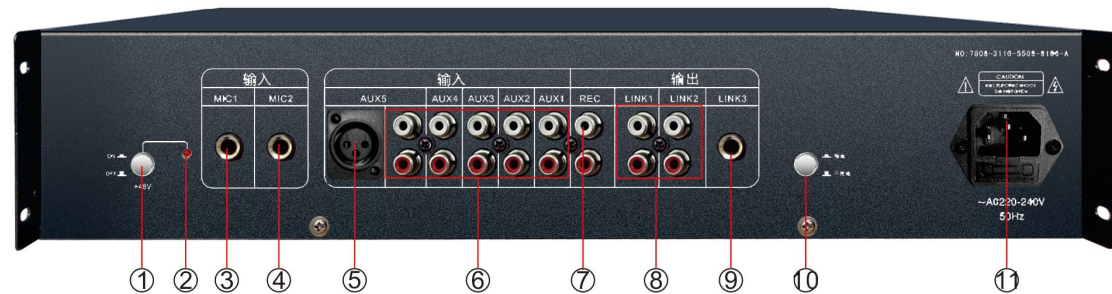 NO:7808-3110-5509-8186-A
输入
输入
输出
MIC1 MIC2
AUX5 AUX4 AUX3 AUX2 AUX1 REC LINK1 LINK2 LINK3
CAUTION
ON
OFF
+48V
~AC220-240V
50Hz
① ② ③ ④ ⑤ ⑥ ⑦ ⑧ ⑨ ⑩ ⑪